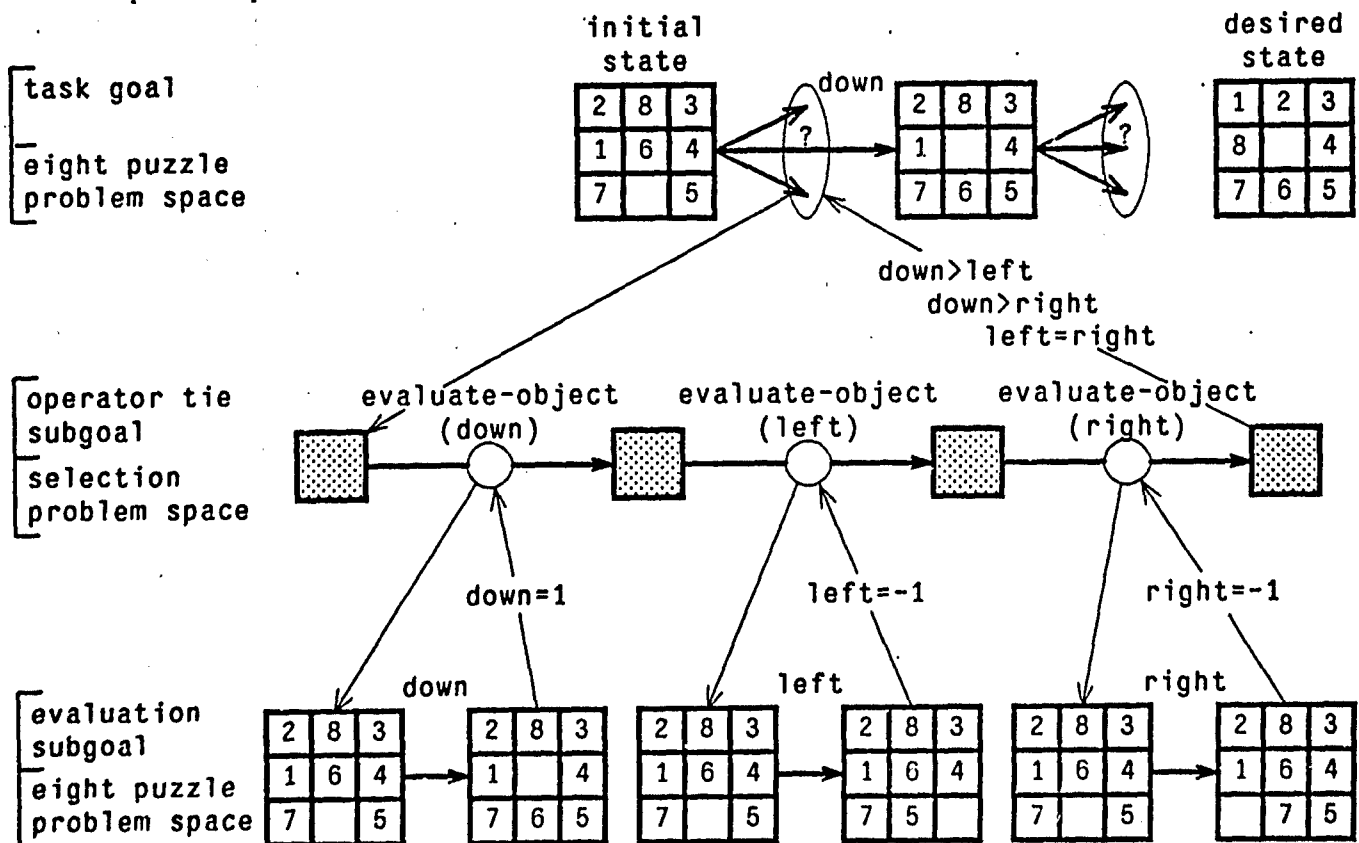 initial
state
desired
state
task goal
eight puzzle
problem space
2 8 3
1 6 4
7 5
?
down
2 8 3
1 4
7 6 5
?
1 2 3
8 4
7 6 5
down>left
down>right
left=right
operator tie
subgoal
selection
problem space
evaluate-object
(down)
evaluate-object
(left)
evaluate-object
(right)
down=1
left=-1
right=-1
evaluation
subgoal
eight puzzle
problem space
down
left
right
2 8 3
1 6 4
7 5
2 8 3
1 4
7 6 5
2 8 3
1 6 4
7 5
2 8 3
1 6 4
7 5
2 8 3
1 6 4
7 5
2 8 3
1 6 4
7 5